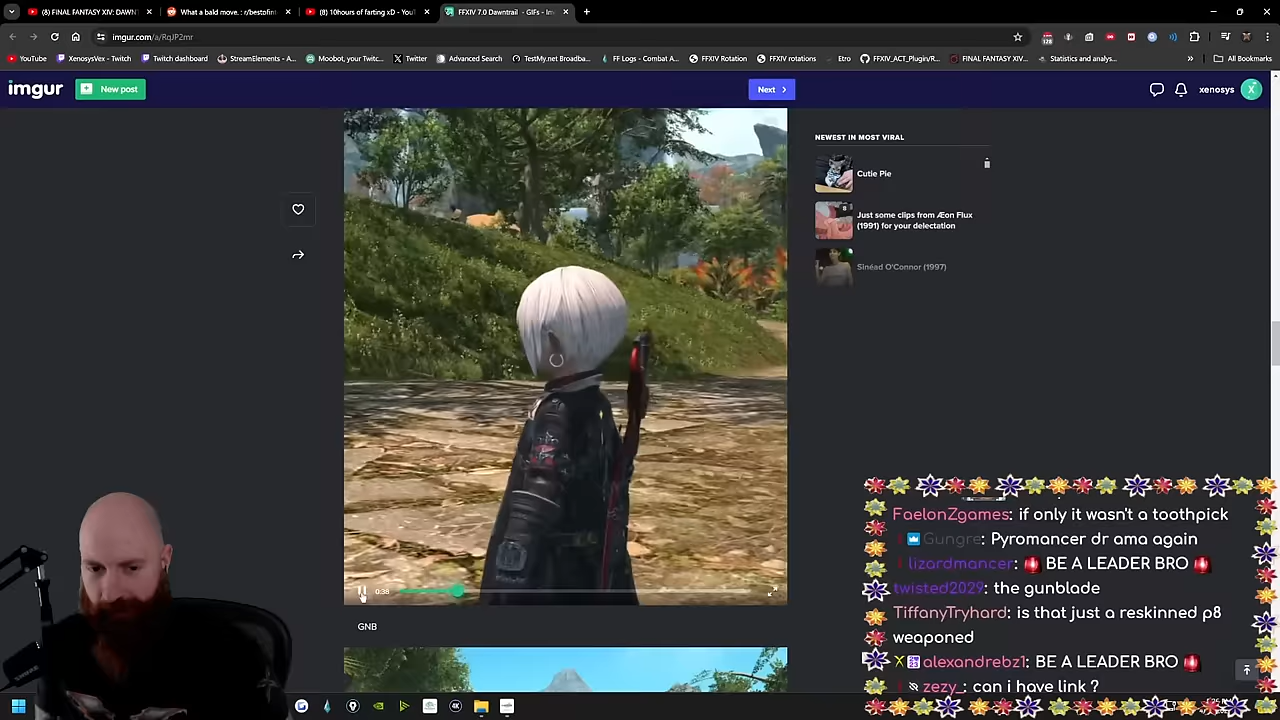 (6) FINAL FANTASY XIV: DAWNT
What a bald move. : r/bestofin
(8) 10hours of farting xD - YouT
FFXIV 7.0 Dawntrail - GIFs - Im
imgur.com/a/RqJP2mr
128
YouTube
XenosysVex - Twitch
Twitch dashboard
StreamElements - A...
Moobot, your Twitc...
Twitter
Advanced Search
TestMy.net Broadba...
FF Logs - Combat A...
FFXIV Rotation
FFXIV rotations
Etro
FFXIV_ACT_Plugin/R...
FINAL FANTASY XIV...
Statistics and analys...
All Bookmarks
imgur
New post
Next
xenosys
X
NEWEST IN MOST VIRAL
Cutie Pie
Just some clips from Æon Flux
(1991) for your delectation
Sinéad O'Connor (1997)
0:38
GNB
FaelonZgames: if only it wasn't a toothpick
Gungre: Pyromancer dr ama again
lizardmancer: 🚨 BE A LEADER BRO 🚨
twisted2029: the gunblade
TiffanyTryhard: is that just a reskinned p8
weaponed
alexandrebz1: BE A LEADER BRO 🚨
zezy_: can i have link ?